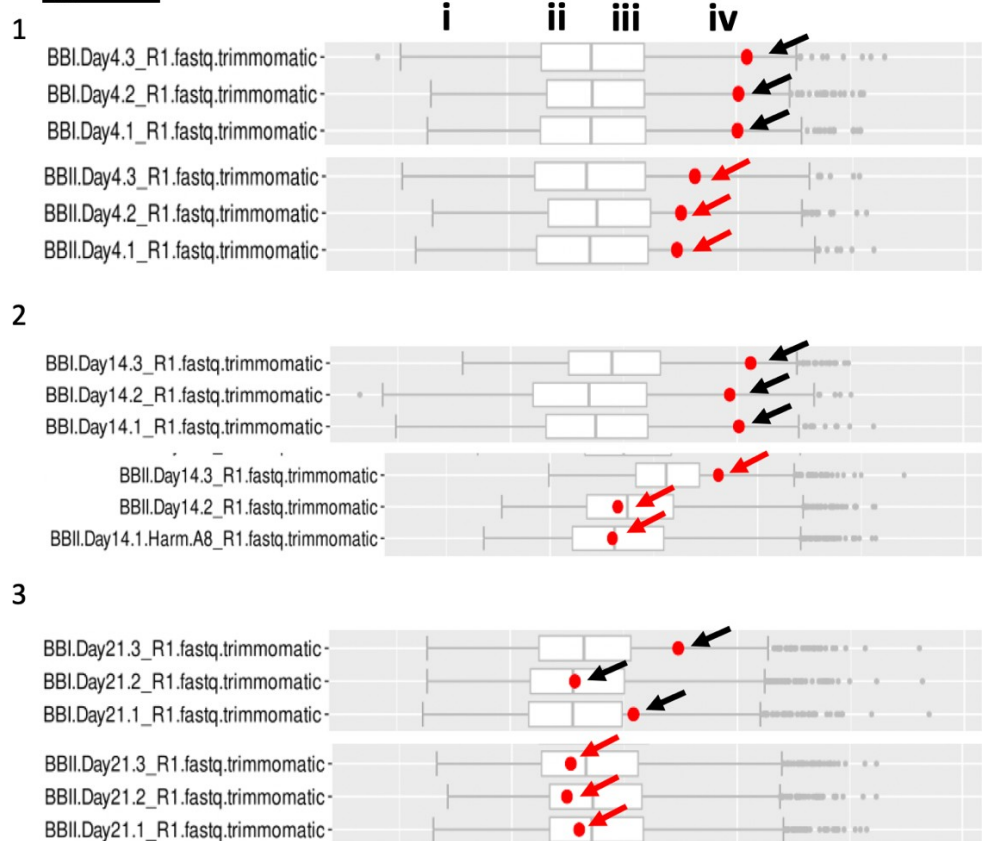 i ii iii iv
1
BBI.Day4.3_R1.fastq.trimmomatic
BBI.Day4.2_R1.fastq.trimmomatic
BBI.Day4.1_R1.fastq.trimmomatic
BBII.Day4.3_R1.fastq.trimmomatic
BBII.Day4.2_R1.fastq.trimmomatic
BBII.Day4.1_R1.fastq.trimmomatic
2
BBI.Day14.3_R1.fastq.trimmomatic
BBI.Day14.2_R1.fastq.trimmomatic
BBI.Day14.1_R1.fastq.trimmomatic
BBII.Day14.3_R1.fastq.trimmomatic
BBII.Day14.2_R1.fastq.trimmomatic
BBII.Day14.1.Harm.A8_R1.fastq.trimmomatic
3
BBI.Day21.3_R1.fastq.trimmomatic
BBI.Day21.2_R1.fastq.trimmomatic
BBI.Day21.1_R1.fastq.trimmomatic
BBII.Day21.3_R1.fastq.trimmomatic
BBII.Day21.2_R1.fastq.trimmomatic
BBII.Day21.1_R1.fastq.trimmomatic